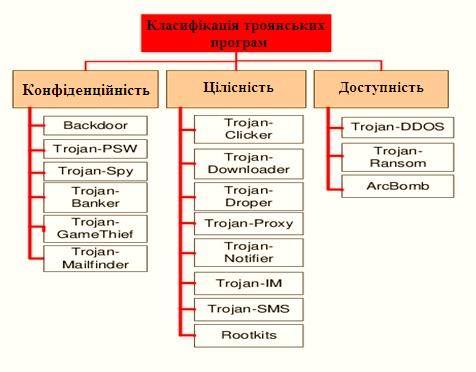 Класифікація троянських
програм
Конфіденційність
Backdoor
Trojan-PSW
Trojan-Spy
Trojan-
Banker
Trojan-
GameThief
Trojan-
Mailfinder
Цілісність
Trojan-
Clicker
Trojan-
Downloader
Trojan-
Droper
Trojan-Proxy
Trojan-
Notifier
Trojan-IM
Trojan-SMS
Rootkits
Доступність
Trojan-DDOS
Trojan-
Ransom
ArcBomb